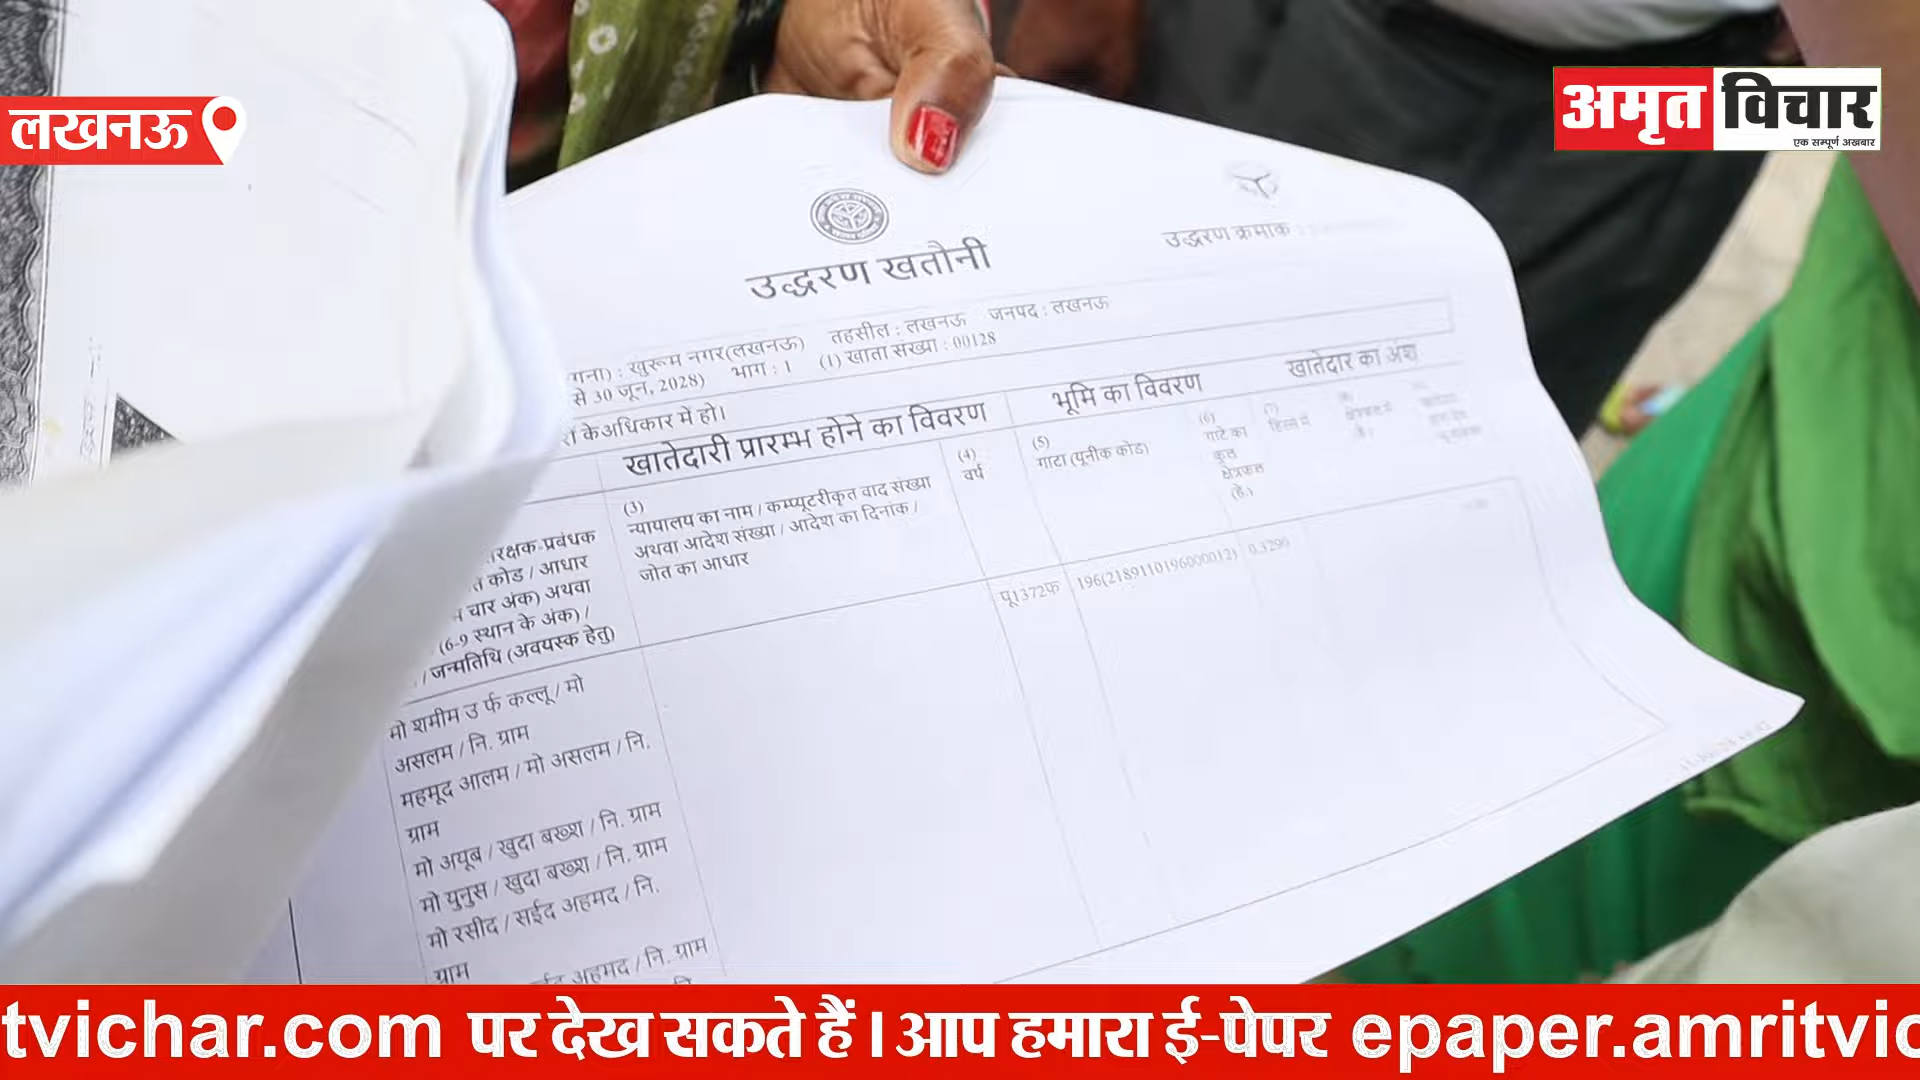 लखनऊ
अमृत विचार
एक सम्पूर्ण अखबार
उद्धरण खतौनी
उद्धरण क्रमांक
गना) : खुरूम नगर(लखनऊ) तहसील : लखनऊ जनपद : लखनऊ
से 30 जून, 2028) भाग : 1 (1) खाता संख्या : 00128
के अधिकार में हो।
खातेदारी प्रारम्भ होने का विवरण
भूमि का विवरण
खातेदार का अंश
रक्षक-प्रबंधक
कोड / आधार
चार अंक) अथवा
(6-9 स्थान के अंक) /
/ जन्मतिथि (अवयस्क हेतु)
(3)
न्यायालय का नाम / कम्प्यूटरीकृत वाद संख्या
अथवा आदेश संख्या / आदेश का दिनांक /
जोत का आधार
(4)
वर्ष
(5)
गाटा (यूनीक कोड)
(6)
गाटे का
कुल
क्षेत्रफल
(हे.)
(7)
हिस्से में
पू1372फ
196(2189110196000012)
0.3290
मो शमीम उ र्फ कल्लू / मो
असलम / नि. ग्राम
महमूद आलम / मो असलम / नि.
ग्राम
मो अयूब / खुदा बख्श / नि. ग्राम
मो युनुस / खुदा बख्श / नि. ग्राम
मो रसीद / सईद अहमद / नि.
ग्राम
अहमद / नि. ग्राम
tvichar.com पर देख सकते हैं । आप हमारा ई-पेपर epaper.amritvic